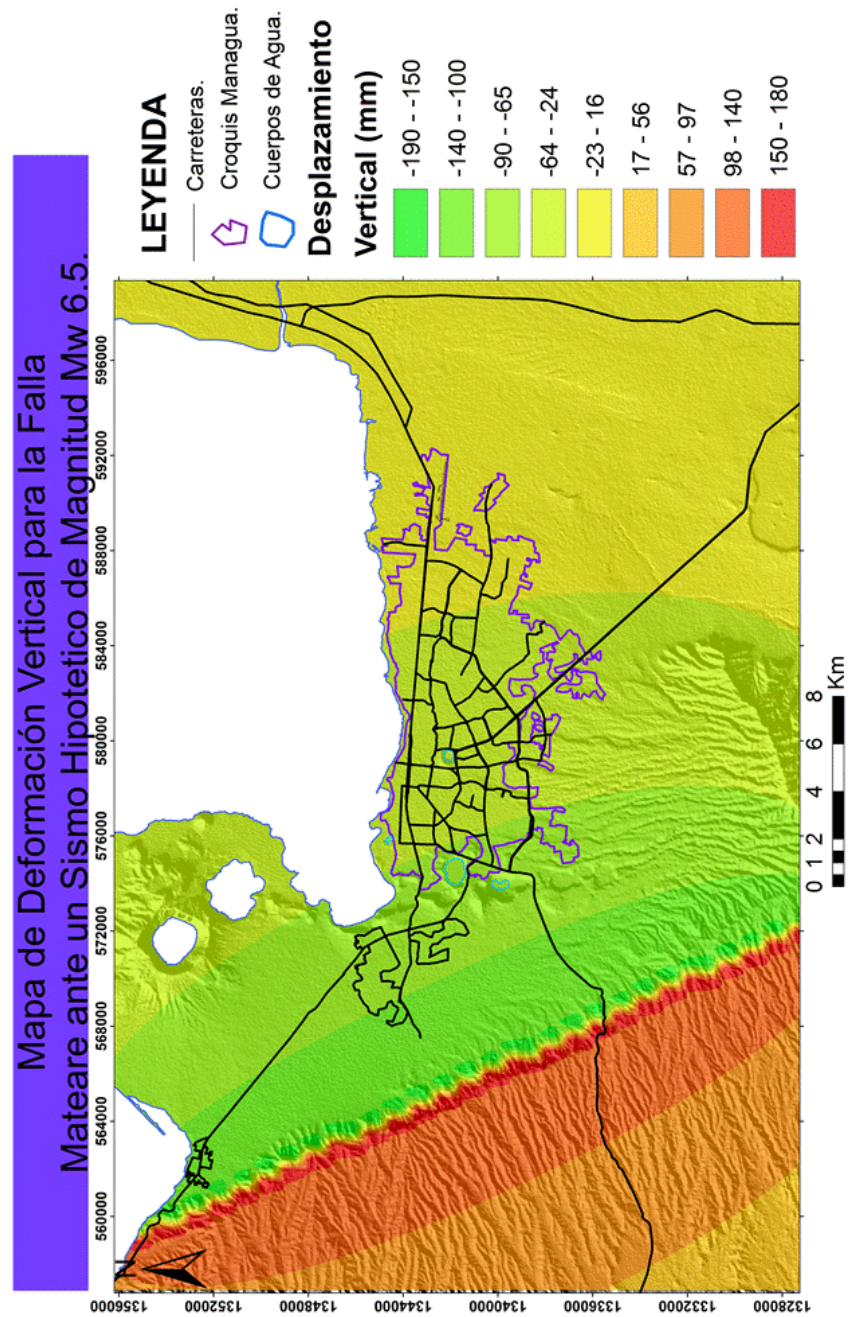 Mapa de Deformación Vertical para la Falla
Mateare ante un Sismo Hipotetico de Magnitud Mw 6.5.
LEYENDA
Carreteras.
Croquis Managua.
Cuerpos de Agua.
Desplazamiento
Vertical (mm)
-190 - -150
-140 - -100
-90 - -65
-64 - -24
-23 - 16
17 - 56
57 - 97
98 - 140
150 - 180
560000
564000
568000
572000
576000
580000
584000
588000
592000
596000
1356000
1352000
1348000
1344000
1340000
1336000
1332000
1328000
N
0 1 2 4 6 8
Km